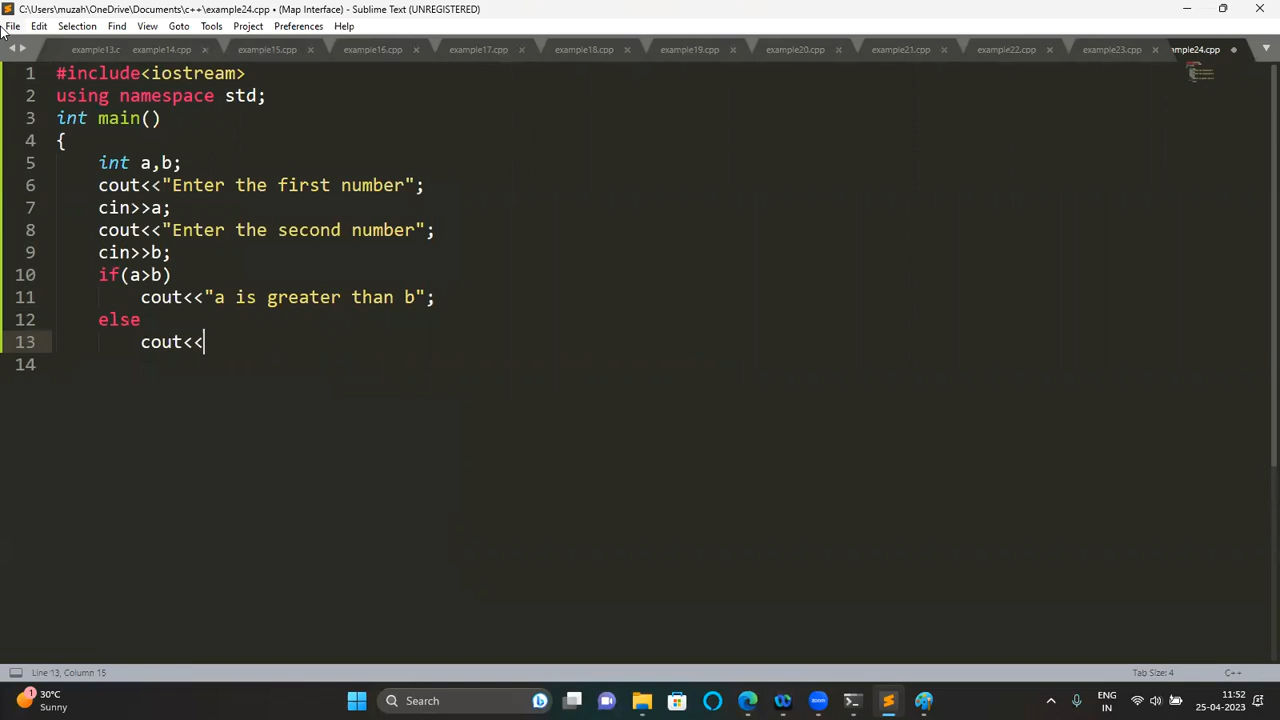 C:\Users\muzah\OneDrive\Documents\c++\example24.cpp • (Map Interface) - Sublime Text (UNREGISTERED)
File Edit Selection Find View Goto Tools Project Preferences Help
example13.c example14.cpp example15.cpp example16.cpp example17.cpp example18.cpp example19.cpp example20.cpp example21.cpp example22.cpp example23.cpp mple24.cpp
1 #include<iostream>
2 using namespace std;
3 int main()
4 {
5 int a,b;
6 cout<<"Enter the first number";
7 cin>>a;
8 cout<<"Enter the second number";
9 cin>>b;
10 if(a>b)
11 cout<<"a is greater than b";
12 else
13 cout<<
14
Line 13, Column 15 Tab Size: 4 C++
30°C
Sunny
1
Search
zoom
ENG
IN
11:52
25-04-2023